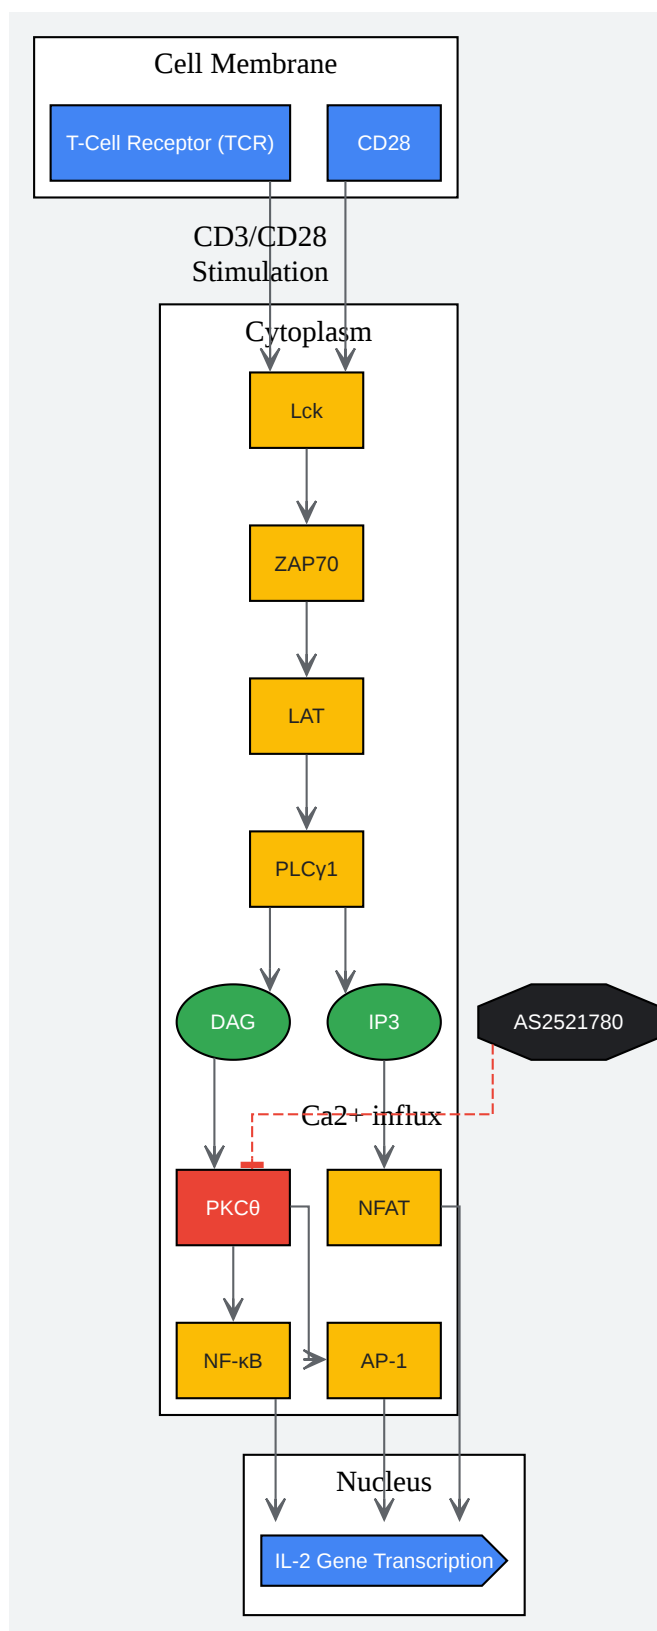 Cell Membrane
T-Cell Receptor (TCR)
CD28
CD3/CD28
Stimulation
Cytoplasm
Lck
ZAP70
LAT
PLCγ1
DAG
IP3
AS2521780
Ca2+ influx
PKCθ
NFAT
NF-κB
AP-1
Nucleus
IL-2 Gene Transcription